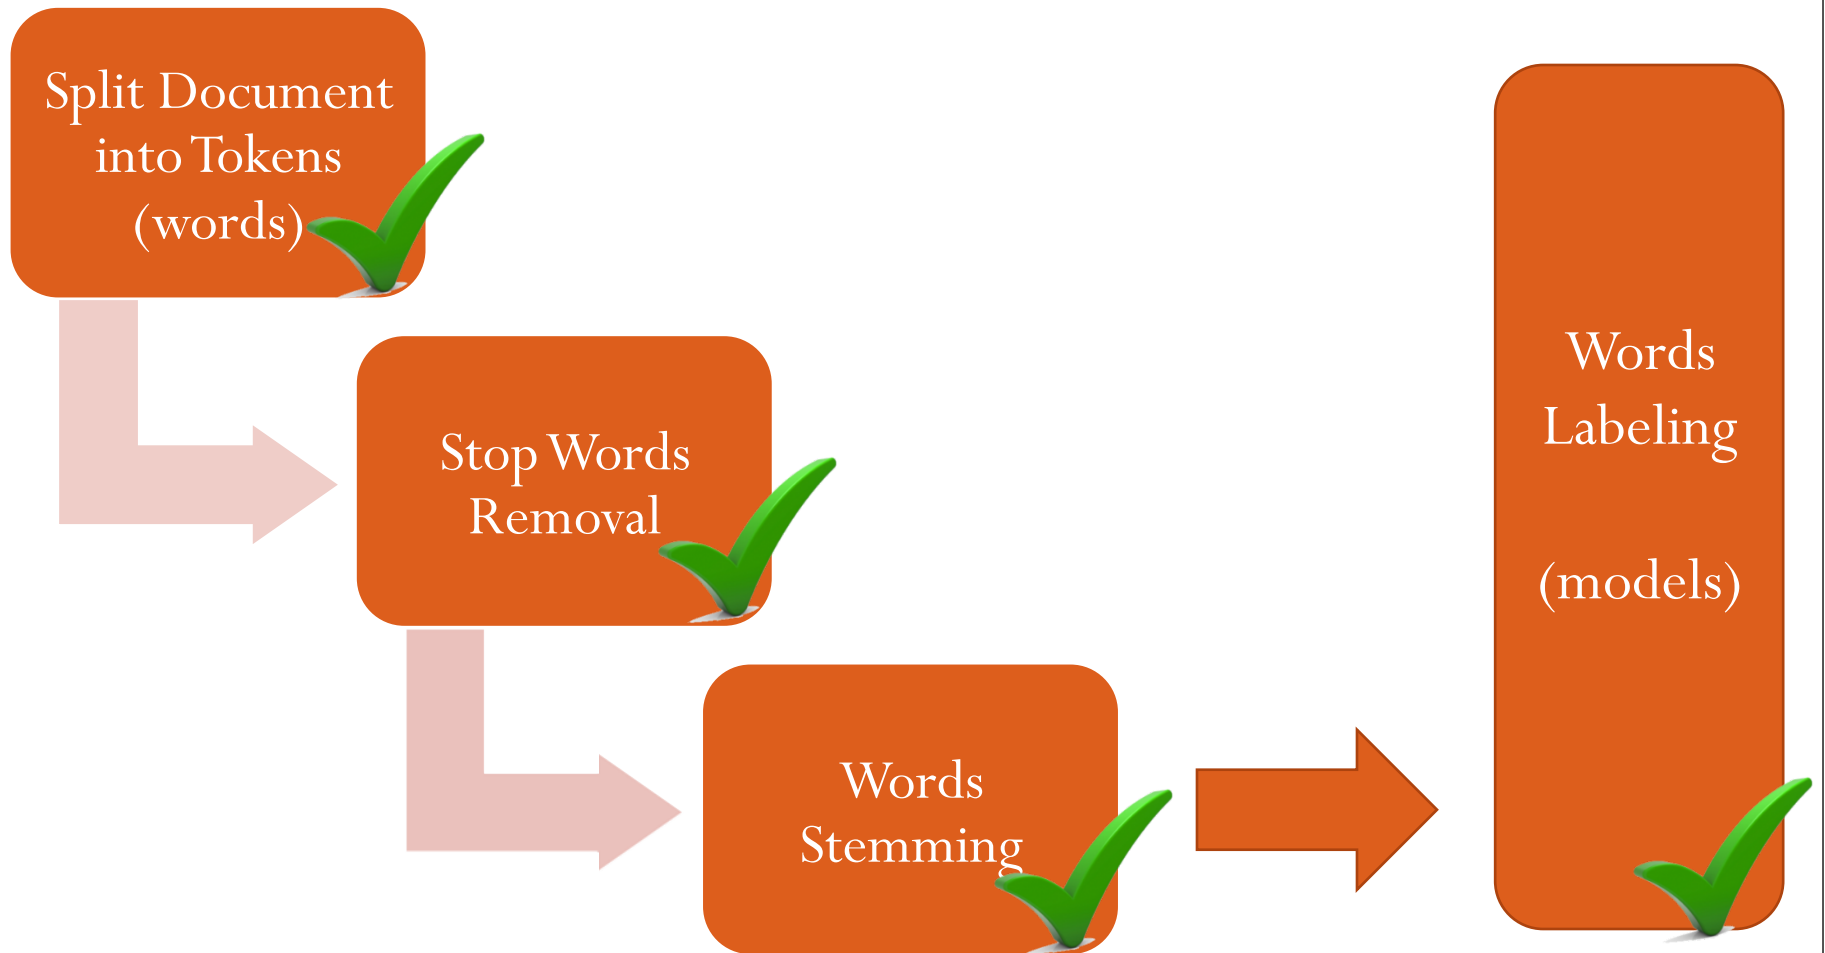 Split Document
into Tokens
(words)
Stop Words
Removal
Words
Stemming
Words
Labeling
(models)